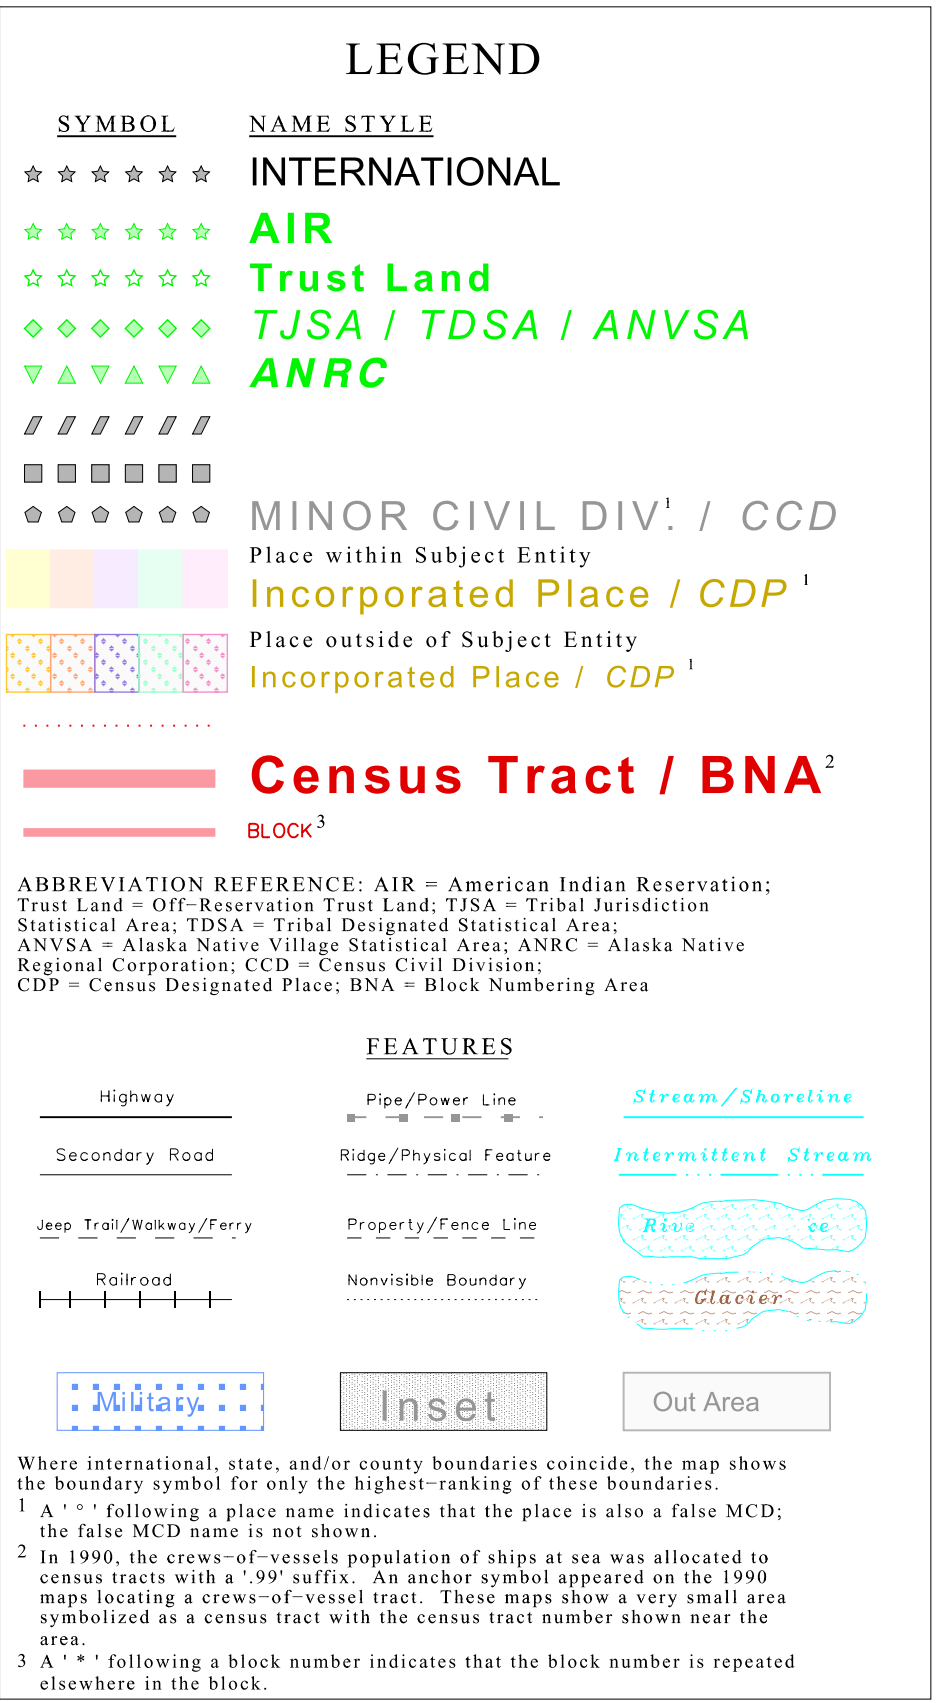 LEGEND
SYMBOL NAME STYLE
INTERNATIONAL
AIR
Trust Land
TJSA / TDSA / ANVSA
ANRC
MINOR CIVIL DIV.¹ / CCD
Place within Subject Entity
Incorporated Place / CDP ¹
Place outside of Subject Entity
Incorporated Place / CDP ¹
Census Tract / BNA²
BLOCK³
ABBREVIATION REFERENCE: AIR = American Indian Reservation;
Trust Land = Off−Reservation Trust Land; TJSA = Tribal Jurisdiction
Statistical Area; TDSA = Tribal Designated Statistical Area;
ANVSA = Alaska Native Village Statistical Area; ANRC = Alaska Native
Regional Corporation; CCD = Census Civil Division;
CDP = Census Designated Place; BNA = Block Numbering Area
FEATURES
Highway Pipe/Power Line Stream/Shoreline
Secondary Road Ridge/Physical Feature Intermittent Stream
Jeep Trail/Walkway/Ferry Property/Fence Line
Railroad Nonvisible Boundary Glacier
Military Inset Out Area
Where international, state, and/or county boundaries coincide, the map shows
the boundary symbol for only the highest−ranking of these boundaries.
1 A ' ° ' following a place name indicates that the place is also a false MCD;
the false MCD name is not shown.
2 In 1990, the crews−of−vessels population of ships at sea was allocated to
census tracts with a '.99' suffix. An anchor symbol appeared on the 1990
maps locating a crews−of−vessel tract. These maps show a very small area
symbolized as a census tract with the census tract number shown near the
area.
3 A ' * ' following a block number indicates that the block number is repeated
elsewhere in the block.